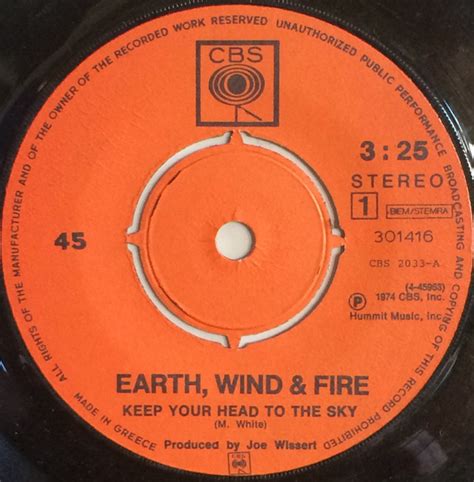 ALL RIGHTS OF THE MANUFACTURER AND OF THE OWNER OF THE RECORDED WORK RESERVED UNAUTHORIZED PUBLIC PERFORMANCE BROADCASTING AND COPYING OF THIS RECORD PROHIBITED
CBS
3:25
STEREO
1 BIEM/STEMRA
45
301416
CBS 2033-A
(4-45953)
P 1974 CBS, Inc.
Hummit Music, Inc.
EARTH, WIND & FIRE
KEEP YOUR HEAD TO THE SKY
(M. White)
Produced by Joe Wissert
MADE IN GREECE
CBS